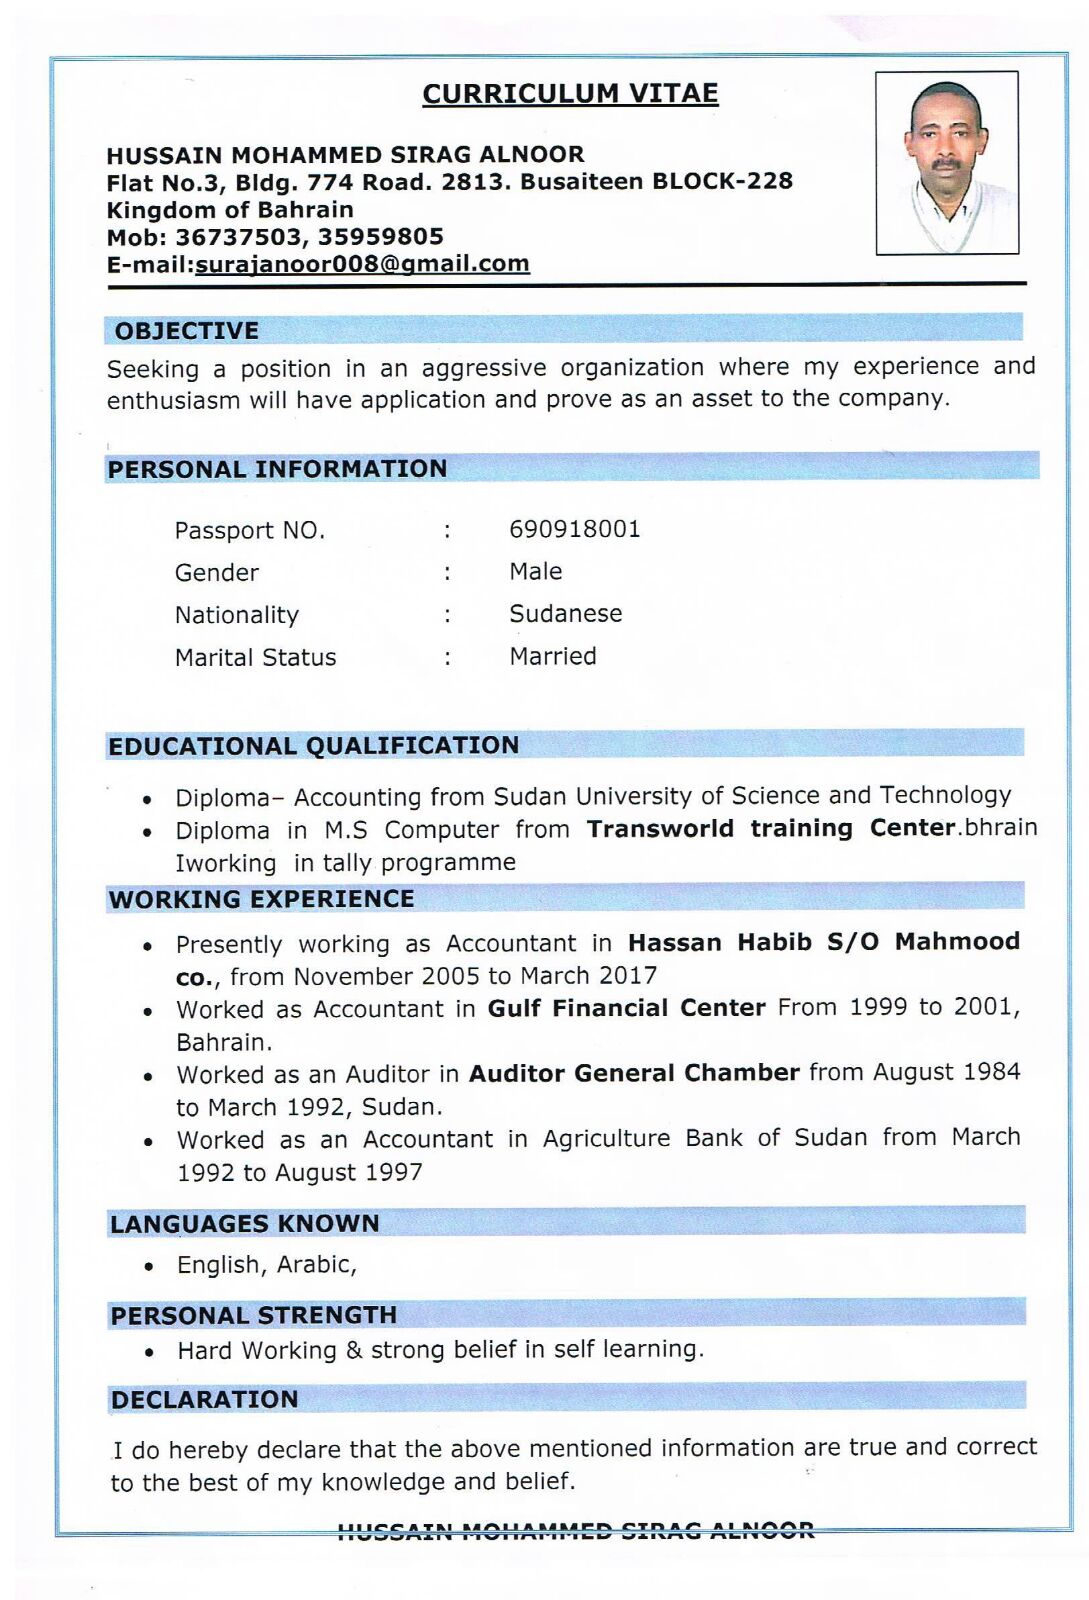 CURRICULUM VITAE
HUSSAIN MOHAMMED SIRAG ALNOOR
Flat No.3, Bldg. 774 Road. 2813. Busaiteen BLOCK-228
Kingdom of Bahrain
Mob: 36737503, 35959805
E-mail:surajanoor008@gmail.com
OBJECTIVE
Seeking a position in an aggressive organization where my experience and
enthusiasm will have application and prove as an asset to the company.
PERSONAL INFORMATION
Passport NO. : 690918001
Gender : Male
Nationality : Sudanese
Marital Status : Married
EDUCATIONAL QUALIFICATION
• Diploma– Accounting from Sudan University of Science and Technology
• Diploma in M.S Computer from Transworld training Center.bhrain
Iworking in tally programme
WORKING EXPERIENCE
• Presently working as Accountant in Hassan Habib S/O Mahmood
co., from November 2005 to March 2017
• Worked as Accountant in Gulf Financial Center From 1999 to 2001,
Bahrain.
• Worked as an Auditor in Auditor General Chamber from August 1984
to March 1992, Sudan.
• Worked as an Accountant in Agriculture Bank of Sudan from March
1992 to August 1997
LANGUAGES KNOWN
• English, Arabic,
PERSONAL STRENGTH
• Hard Working & strong belief in self learning.
DECLARATION
I do hereby declare that the above mentioned information are true and correct
to the best of my knowledge and belief.
HUSSAIN MOHAMMED SIRAG ALNOOR